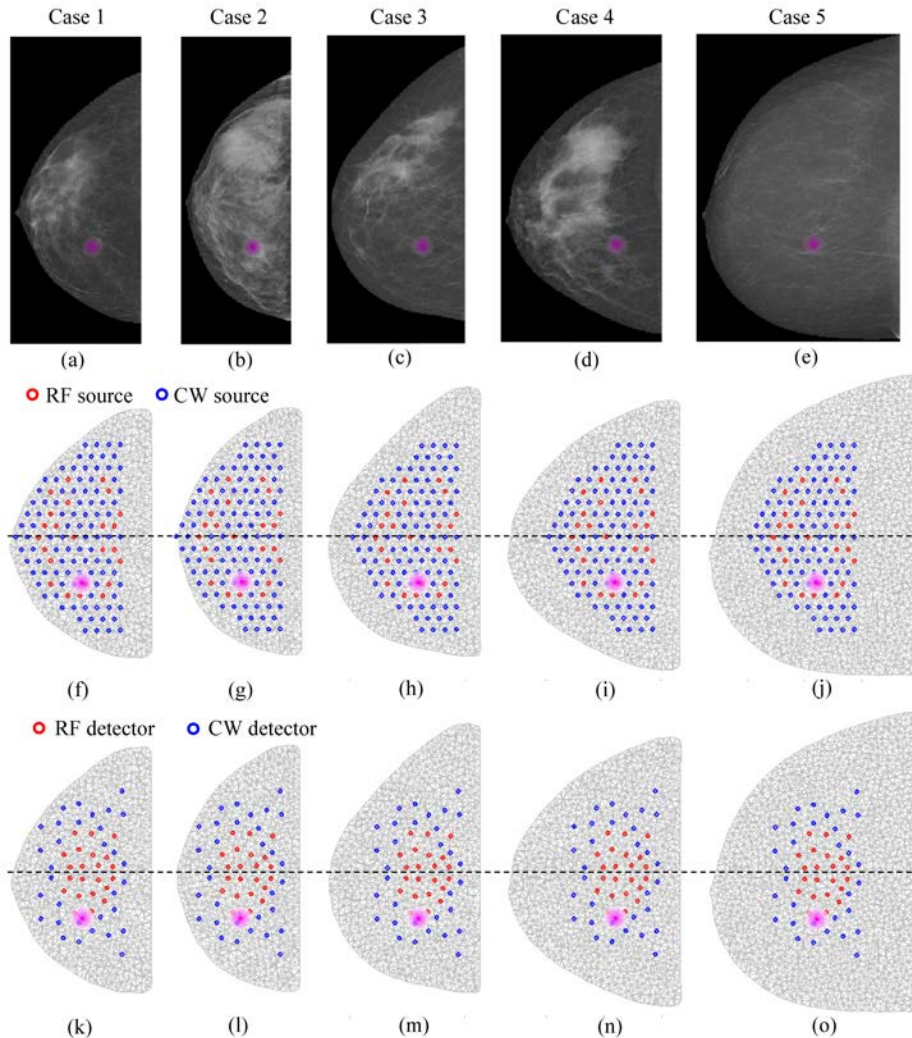 Case 1 Case 2 Case 3 Case 4 Case 5
(a) (b) (c) (d) (e)
RF source CW source
(f) (g) (h) (i) (j)
RF detector CW detector
(k) (l) (m) (n) (o)